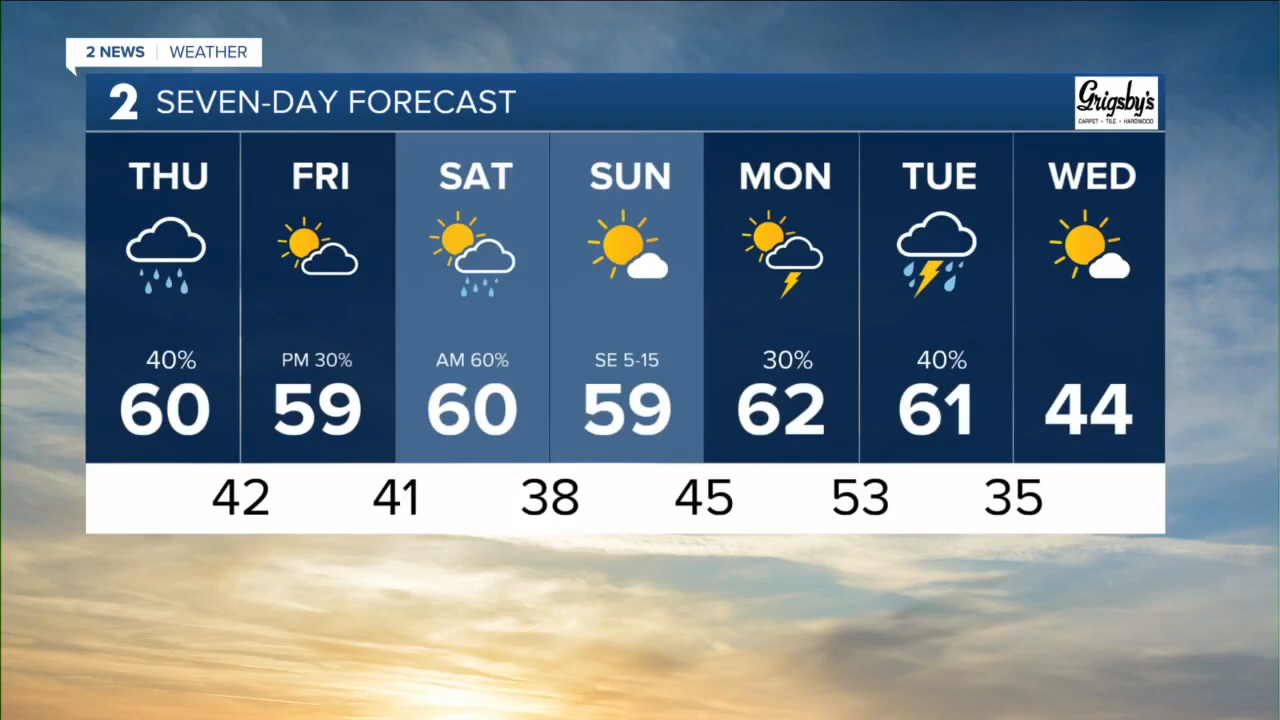 2 NEWS | WEATHER
2 SEVEN-DAY FORECAST
Grigsby's
CARPET • TILE • HARDWOOD
THU FRI SAT SUN MON TUE WED
40% PM 30% AM 60% SE 5-15 30% 40%
60 59 60 59 62 61 44
42 41 38 45 53 35